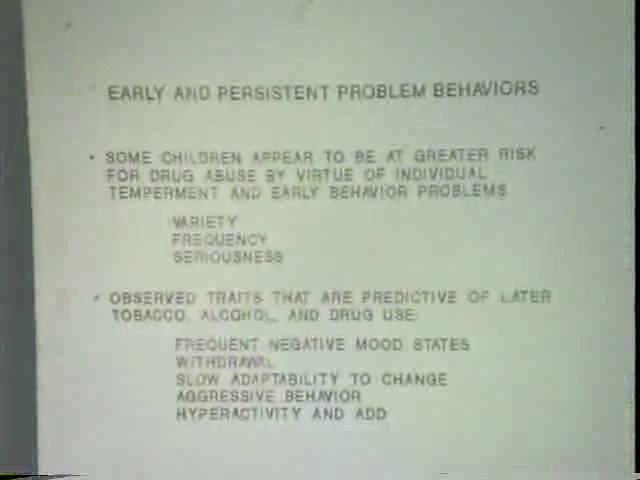 EARLY AND PERSISTENT PROBLEM BEHAVIORS
• SOME CHILDREN APPEAR TO BE AT GREATER RISK
FOR DRUG ABUSE BY VIRTUE OF INDIVIDUAL
TEMPERMENT AND EARLY BEHAVIOR PROBLEMS
VARIETY
FREQUENCY
SERIOUSNESS
• OBSERVED TRAITS THAT ARE PREDICTIVE OF LATER
TOBACCO, ALCOHOL, AND DRUG USE:
FREQUENT NEGATIVE MOOD STATES
WITHDRAWAL
SLOW ADAPTABILITY TO CHANGE
AGGRESSIVE BEHAVIOR
HYPERACTIVITY AND ADD